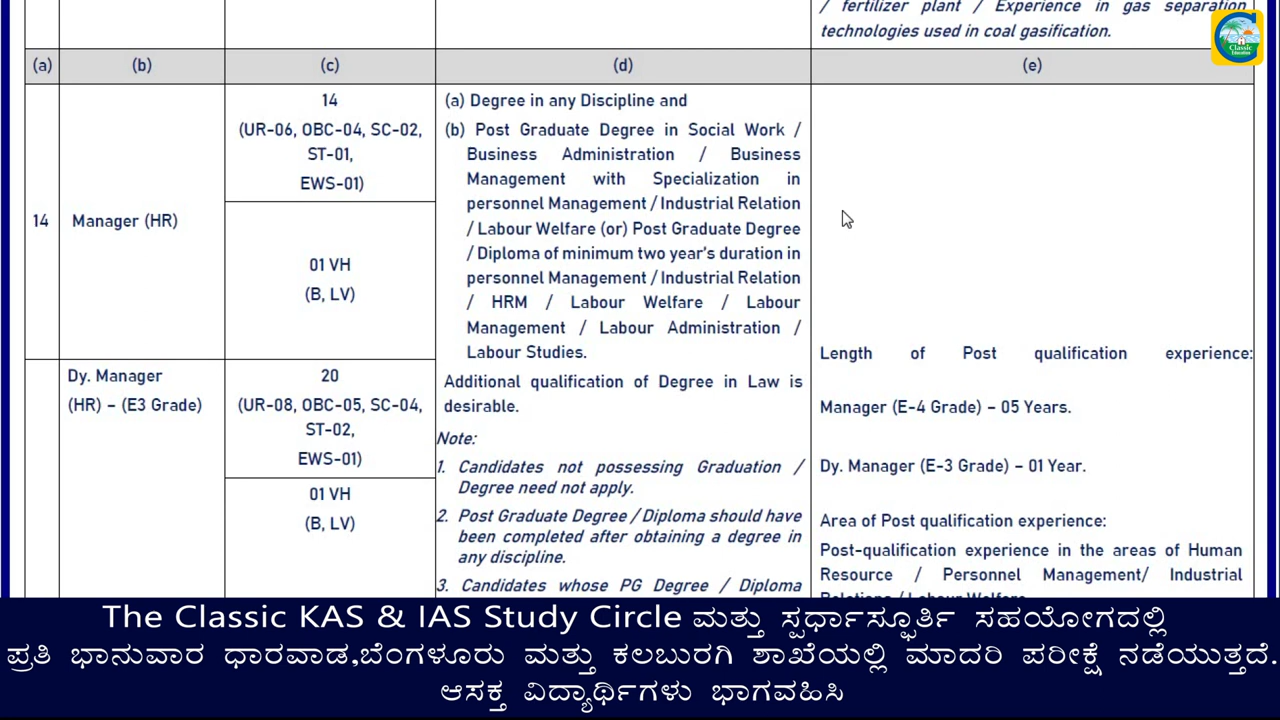 / fertilizer plant / Experience in gas separation
technologies used in coal gasification.
Classic
Education
(a) (b) (c) (d) (e)
14
Manager (HR)
14
(UR-06, OBC-04, SC-02,
ST-01,
EWS-01)
01 VH
(B, LV)
Dy. Manager
(HR) – (E3 Grade)
20
(UR-08, OBC-05, SC-04,
ST-02,
EWS-01)
01 VH
(B, LV)
(a) Degree in any Discipline and
(b) Post Graduate Degree in Social Work /
Business Administration / Business
Management with Specialization in
personnel Management / Industrial Relation
/ Labour Welfare (or) Post Graduate Degree
/ Diploma of minimum two year's duration in
personnel Management / Industrial Relation
/ HRM / Labour Welfare / Labour
Management / Labour Administration /
Labour Studies.
Additional qualification of Degree in Law is
desirable.
Note:
1. Candidates not possessing Graduation /
Degree need not apply.
2. Post Graduate Degree / Diploma should have
been completed after obtaining a degree in
any discipline.
3. Candidates whose PG Degree / Diploma
Length of Post qualification experience:
Manager (E-4 Grade) – 05 Years.
Dy. Manager (E-3 Grade) – 01 Year.
Area of Post qualification experience:
Post-qualification experience in the areas of Human
Resource / Personnel Management/ Industrial
Relations / Labour Welfare
The Classic KAS & IAS Study Circle ಮತ್ತು ಸ್ಪರ್ಧಾಸ್ಫೂರ್ತಿ ಸಹಯೋಗದಲ್ಲಿ
ಪ್ರತಿ ಭಾನುವಾರ ಧಾರವಾಡ,ಬೆಂಗಳೂರು ಮತ್ತು ಕಲಬುರಗಿ ಶಾಖೆಯಲ್ಲಿ ಮಾದರಿ ಪರೀಕ್ಷೆ ನಡೆಯುತ್ತದೆ.
ಆಸಕ್ತ ವಿದ್ಯಾರ್ಥಿಗಳು ಭಾಗವಹಿಸಿ